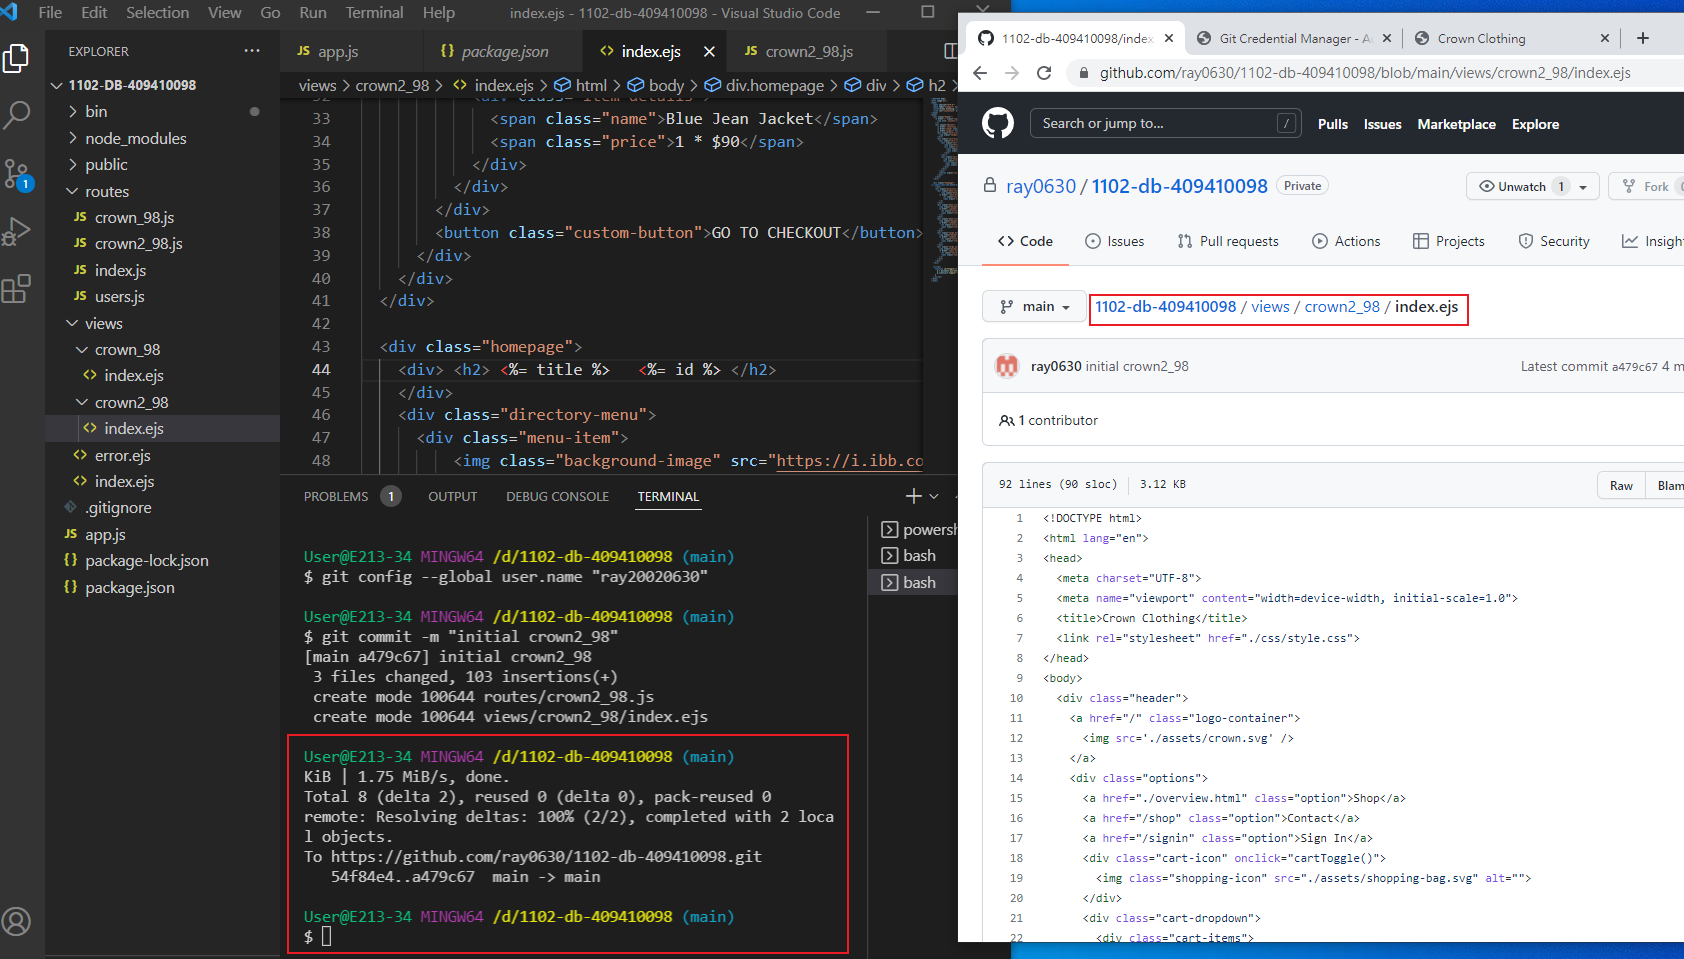 File Edit Selection View Go Run Terminal Help index.ejs - 1102-db-409410098 - Visual Studio Code
EXPLORER
1102-DB-409410098
bin
node_modules
public
routes
JS crown_98.js
JS crown2_98.js
JS index.js
JS users.js
views
crown_98
<> index.ejs
crown2_98
<> index.ejs
<> error.ejs
<> index.ejs
.gitignore
JS app.js
{} package-lock.json
{} package.json
1
JS app.js {} package.json <> index.ejs JS crown2_98.js
views > crown2_98 > <> index.ejs > html > body > div.homepage > div > h2 >
32 <div class="item-details">
33 <span class="name">Blue Jean Jacket</span>
34 <span class="price">1 * $90</span>
35 </div>
36 </div>
37 </div>
38 <button class="custom-button">GO TO CHECKOUT</button>
39 </div>
40 </div>
41 </div>
42
43 <div class="homepage">
44 <div> <h2> <%= title %> <%= id %> </h2>
45 </div>
46 <div class="directory-menu">
47 <div class="menu-item">
48 <img class="background-image" src="https://i.ibb.co
PROBLEMS 1 OUTPUT DEBUG CONSOLE TERMINAL
powersh
bash
bash
User@E213-34 MINGW64 /d/1102-db-409410098 (main)
$ git config --global user.name "ray20020630"
User@E213-34 MINGW64 /d/1102-db-409410098 (main)
$ git commit -m "initial crown2_98"
[main a479c67] initial crown2_98
3 files changed, 103 insertions(+)
create mode 100644 routes/crown2_98.js
create mode 100644 views/crown2_98/index.ejs
User@E213-34 MINGW64 /d/1102-db-409410098 (main)
KiB | 1.75 MiB/s, done.
Total 8 (delta 2), reused 0 (delta 0), pack-reused 0
remote: Resolving deltas: 100% (2/2), completed with 2 loca
l objects.
To https://github.com/ray0630/1102-db-409410098.git
54f84e4..a479c67 main -> main
User@E213-34 MINGW64 /d/1102-db-409410098 (main)
$
1102-db-409410098/index Git Credential Manager - Au Crown Clothing
github.com/ray0630/1102-db-409410098/blob/main/views/crown2_98/index.ejs
Search or jump to... / Pulls Issues Marketplace Explore
ray0630 / 1102-db-409410098 Private Unwatch 1 Fork
Code Issues Pull requests Actions Projects Security Insigh
main 1102-db-409410098 / views / crown2_98 / index.ejs
ray0630 initial crown2_98 Latest commit a479c67 4 m
1 contributor
92 lines (90 sloc) 3.12 KB Raw Blam
1 <!DOCTYPE html>
2 <html lang="en">
3 <head>
4 <meta charset="UTF-8">
5 <meta name="viewport" content="width=device-width, initial-scale=1.0">
6 <title>Crown Clothing</title>
7 <link rel="stylesheet" href="./css/style.css">
8 </head>
9 <body>
10 <div class="header">
11 <a href="/" class="logo-container">
12 <img src='./assets/crown.svg' />
13 </a>
14 <div class="options">
15 <a href="./overview.html" class="option">Shop</a>
16 <a href="/shop" class="option">Contact</a>
17 <a href="/signin" class="option">Sign In</a>
18 <div class="cart-icon" onclick="cartToggle()">
19 <img class="shopping-icon" src="./assets/shopping-bag.svg" alt="">
20 </div>
21 <div class="cart-dropdown">
22 <div class="cart-items">